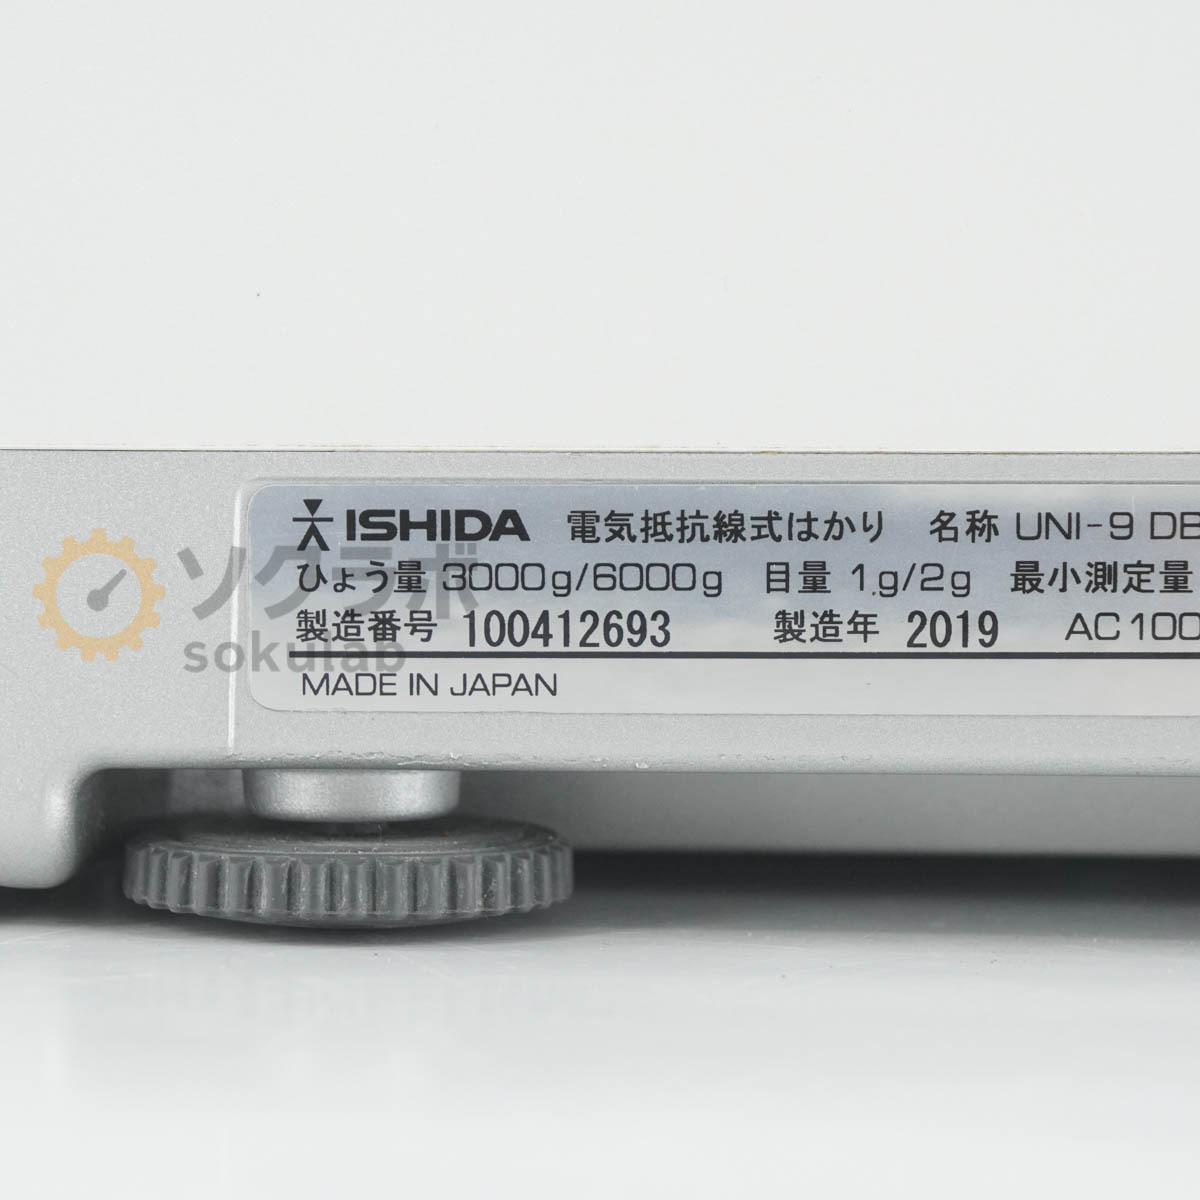 ISHIDA 電気抵抗線式はかり 名称 UNI-9 DE
ひょう量 3000g/6000g 目量 1g/2g 最小測定量
製造番号 100412693 製造年 2019 AC100
MADE IN JAPAN
ソクラボ
sokulab